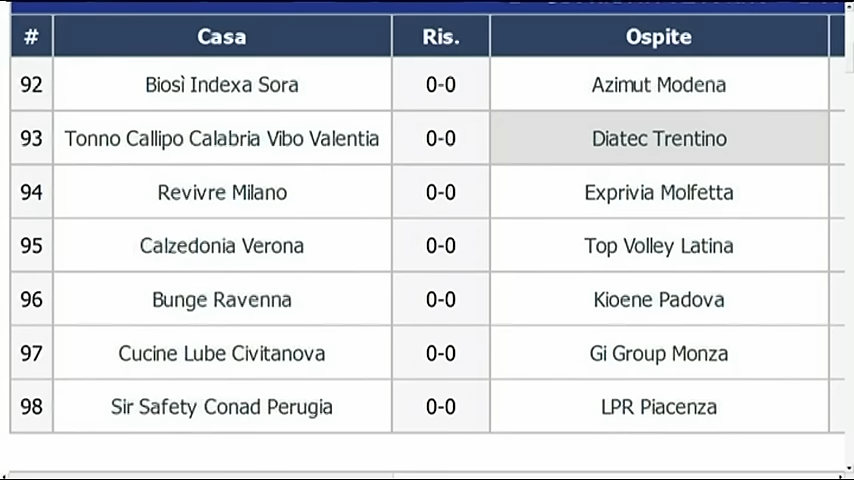 # Casa Ris. Ospite
92 Biosì Indexa Sora 0-0 Azimut Modena
93 Tonno Callipo Calabria Vibo Valentia 0-0 Diatec Trentino
94 Revivre Milano 0-0 Exprivia Molfetta
95 Calzedonia Verona 0-0 Top Volley Latina
96 Bunge Ravenna 0-0 Kioene Padova
97 Cucine Lube Civitanova 0-0 Gi Group Monza
98 Sir Safety Conad Perugia 0-0 LPR Piacenza